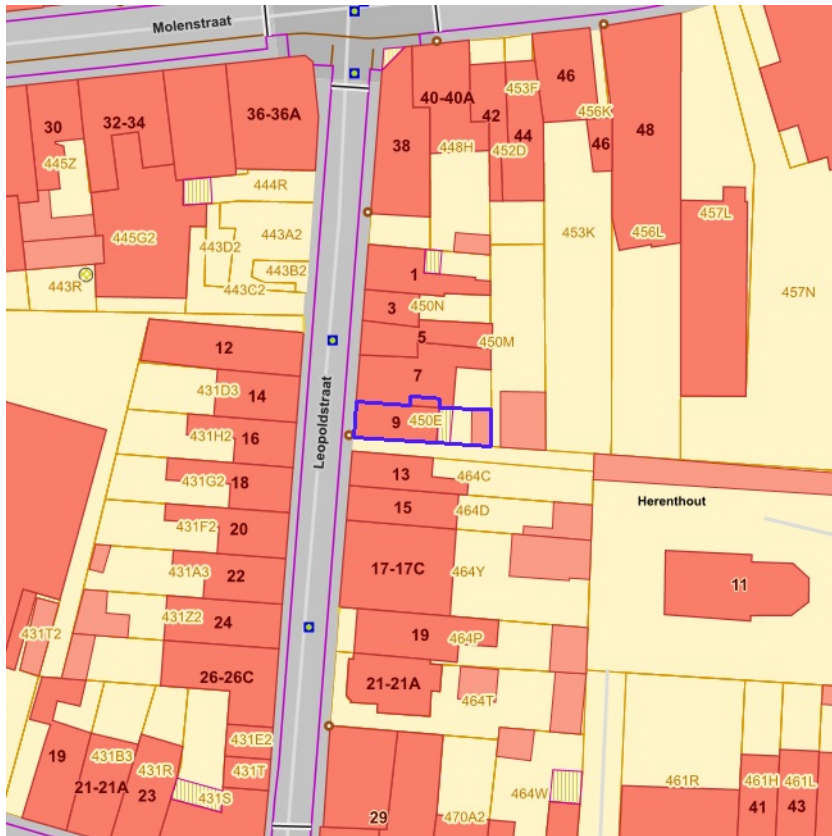 Molenstraat
30
32-34
36-36A
445Z
444R
445G2
443D2
443A2
443B2
443C2
443R
38
40-40A
42
453F
44
46
456K
46
48
448H
452D
453K
456L
457L
457N
1
3
450N
5
450M
7
9
450E
Leopoldstraat
12
431D3
14
431H2
16
431G2
18
431F2
20
431A3
22
431Z2
24
431T2
26-26C
13
464C
15
464D
17-17C
464Y
19
464P
21-21A
464T
Herenthout
11
19
431B3
21-21A
431R
23
431E2
431T
431S
29
470A2
464W
461R
461H
41
461L
43